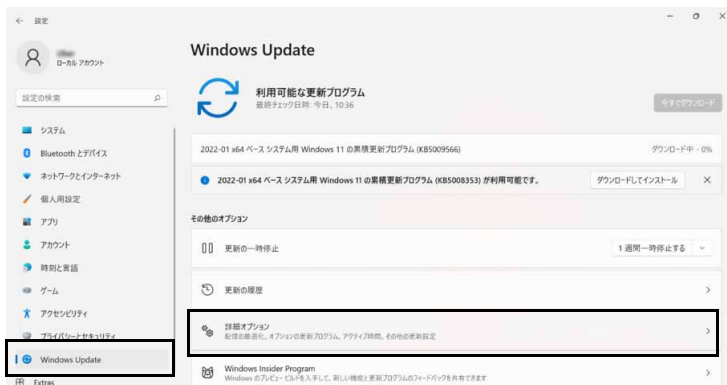 設定
Windows Update
ローカル アカウント
設定の検索
システム
Bluetooth とデバイス
ネットワークとインターネット
個人用設定
アプリ
アカウント
時刻と言語
ゲーム
アクセシビリティ
プライバシーとセキュリティ
Windows Update
Extras
利用可能な更新プログラム
最終チェック日時: 今日、10:36
今すぐダウンロード
2022-01 x64 ベース システム用 Windows 11 の累積更新プログラム (KB5009566)
ダウンロード中 - 0%
2022-01 x64 ベース システム用 Windows 11 の累積更新プログラム (KB5008353) が利用可能です。
ダウンロードしてインストール
その他のオプション
更新の一時停止
1 週間一時停止する
更新の履歴
詳細オプション
配信の最適化、オプションの更新プログラム、アクティブ時間、その他の更新設定
Windows Insider Program
Windows のプレビュー ビルドを入手して、新しい機能と更新プログラムのフィードバックを共有できます